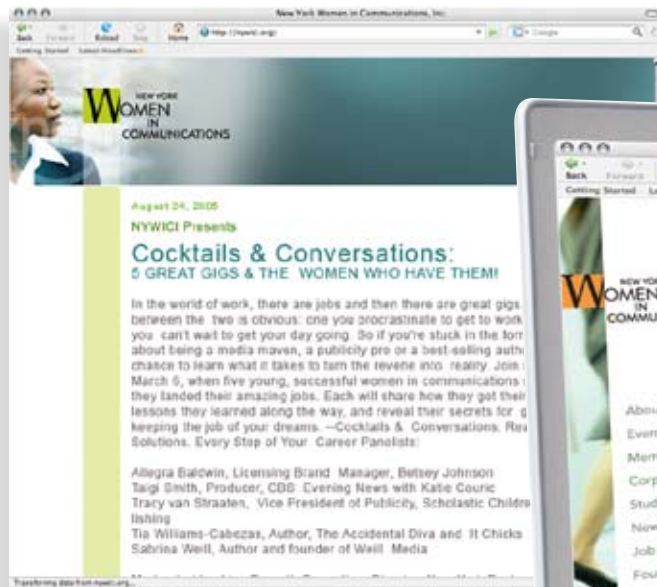 New York Women in Communications, Inc.
Back Forward Reload Stop Home http://nywici.org/ Google
Getting Started Latest Headlines
NEW YORK
WOMEN
IN
COMMUNICATIONS
August 24, 2005
NYWICI Presents
Cocktails & Conversations:
5 GREAT GIGS & THE WOMEN WHO HAVE THEM!
In the world of work, there are jobs and then there are great gigs
between the two is obvious: one you procrastinate to get to work
you can't wait to get your day going. So if you're stuck in the
about being a media maven, a publicity pro or a best-selling
chance to learn what it takes to turn the reverie into reality. Join
March 6, when five young, successful women in communications
they landed their amazing jobs. Each will share how they got their
lessons they learned along the way, and reveal their secrets for
keeping the job of your dreams. --Cocktails & Conversations:
Solutions. Every Step of Your Career Panelists:
Allegra Baldwin, Licensing Brand Manager, Betsey Johnson
Taigi Smith, Producer, CBS Evening News with Katie Couric
Tracy van Straaten, Vice President of Publicity, Scholastic Childre
lishing
Tia Williams-Cabezas, Author, The Accidental Diva and It Chicks
Sabrina Weill, Author and founder of Weill Media
Transferring data from nywici.org...
Back Forward
Getting Started
NEW YORK
WOMEN
IN
COMMU
Abou
Even
Mem
Corp
Stud
New
Job
Fou